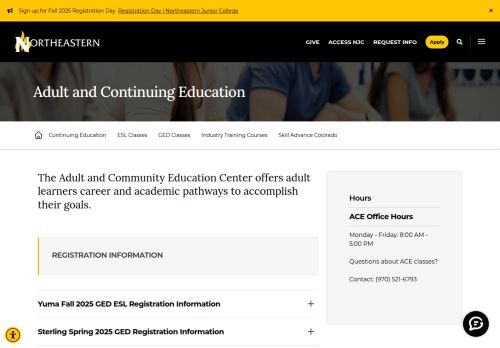 Sign up for Fall 2025 Registration Day Registration Day | Northeastern Junior College ×
NORTHEASTERN
GIVE ACCESS NJC REQUEST INFO Apply
Adult and Continuing Education
Continuing Education ESL Classes GED Classes Industry Training Courses Skill Advance Colorado
The Adult and Community Education Center offers adult
learners career and academic pathways to accomplish
their goals.
REGISTRATION INFORMATION
Yuma Fall 2025 GED ESL Registration Information +
Sterling Spring 2025 GED Registration Information +
Hours
ACE Office Hours
Monday - Friday: 8:00 AM -
5:00 PM
Questions about ACE classes?
Contact: (970) 521-6793